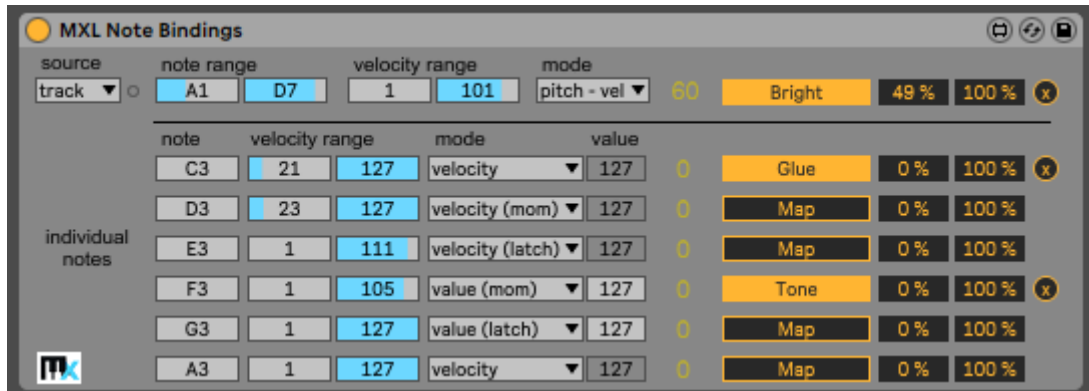 MXL Note Bindings
source note range velocity range mode
track A1 D7 1 101 pitch - vel 60 Bright 49 % 100 % x
note velocity range mode value
C3 21 127 velocity 127 0 Glue 0 % 100 % x
D3 23 127 velocity (mom) 127 0 Map 0 % 100 %
individual notes
E3 1 111 velocity (latch) 127 0 Map 0 % 100 %
F3 1 105 value (mom) 127 0 Tone 0 % 100 % x
G3 1 127 value (latch) 127 0 Map 0 % 100 %
mx A3 1 127 velocity 127 0 Map 0 % 100 %